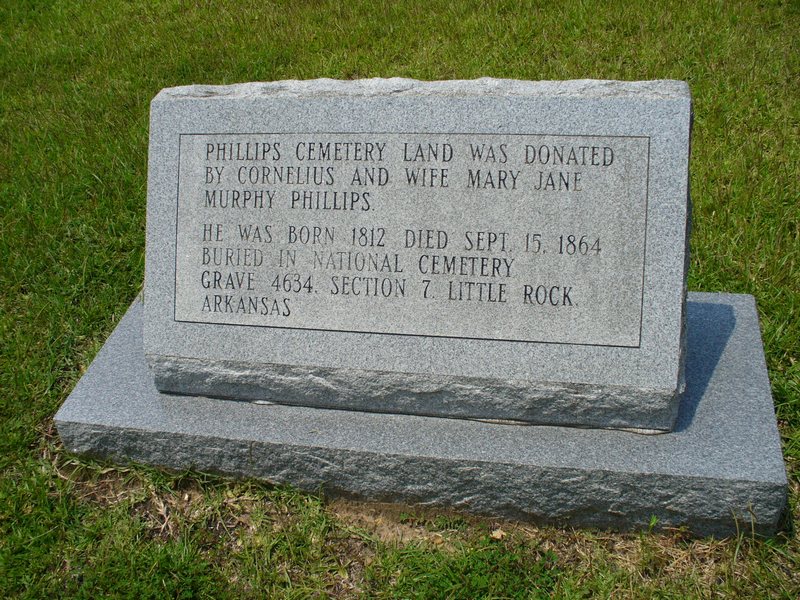 PHILLIPS CEMETERY LAND WAS DONATED
BY CORNELIUS AND WIFE MARY JANE
MURPHY PHILLIPS.
HE WAS BORN 1812 DIED SEPT. 15, 1864
BURIED IN NATIONAL CEMETERY
GRAVE 4634, SECTION 7, LITTLE ROCK,
ARKANSAS